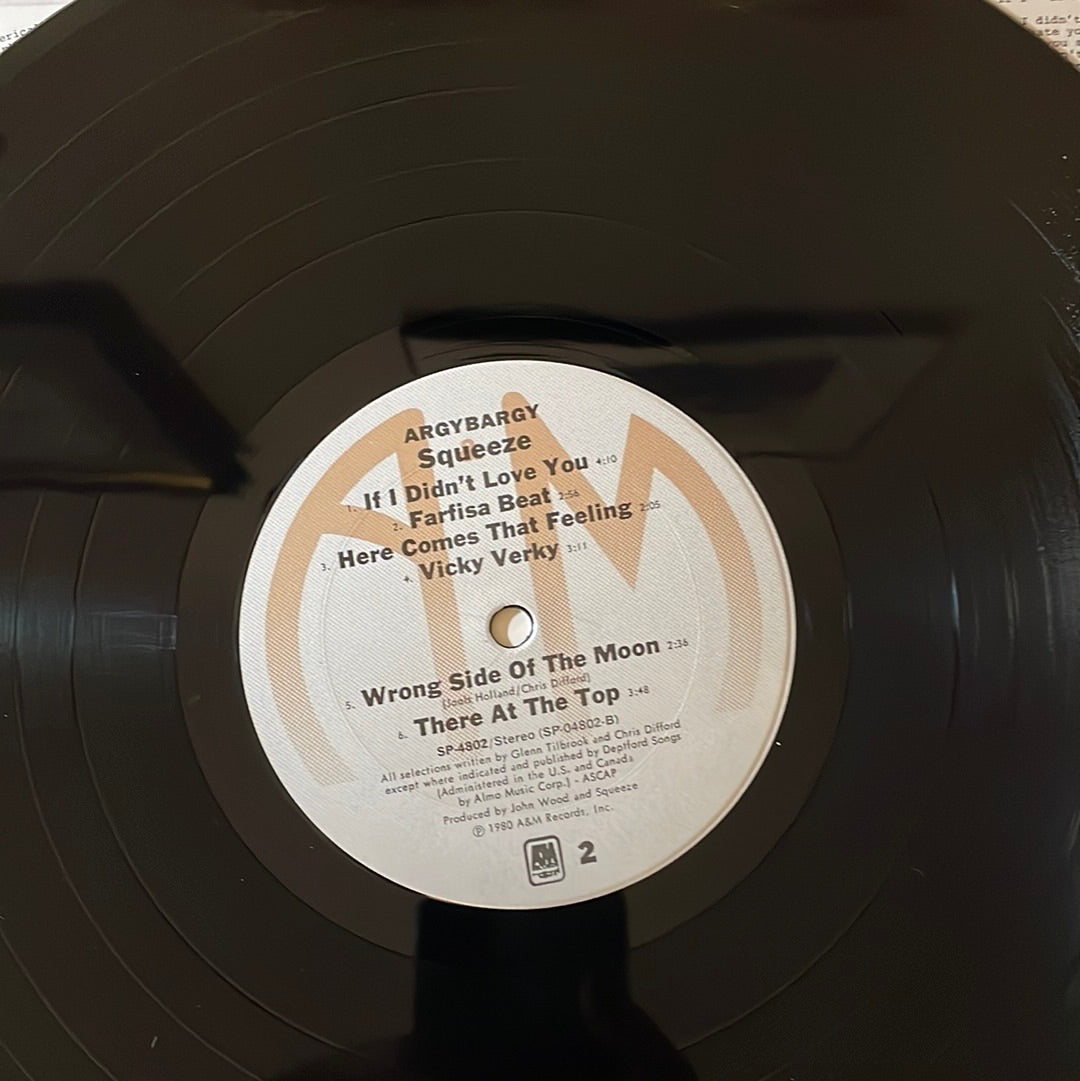 I didn't
ate yo
ARGYBARGY
Squeeze
1. If I Didn't Love You 4:10
2. Farfisa Beat 2:56
3. Here Comes That Feeling 2:05
4. Vicky Verky 3:11
5. Wrong Side Of The Moon 2:36
(Jools Holland/Chris Difford)
6. There At The Top 3:48
SP-4802/Stereo (SP-04802-B)
All selections written by Glenn Tilbrook and Chris Difford
except where indicated and published by Deptford Songs
(Administered in the U.S. and Canada
by Almo Music Corp.) - ASCAP
Produced by John Wood and Squeeze
℗ 1980 A&M Records, Inc.
A&M RECORDS 2